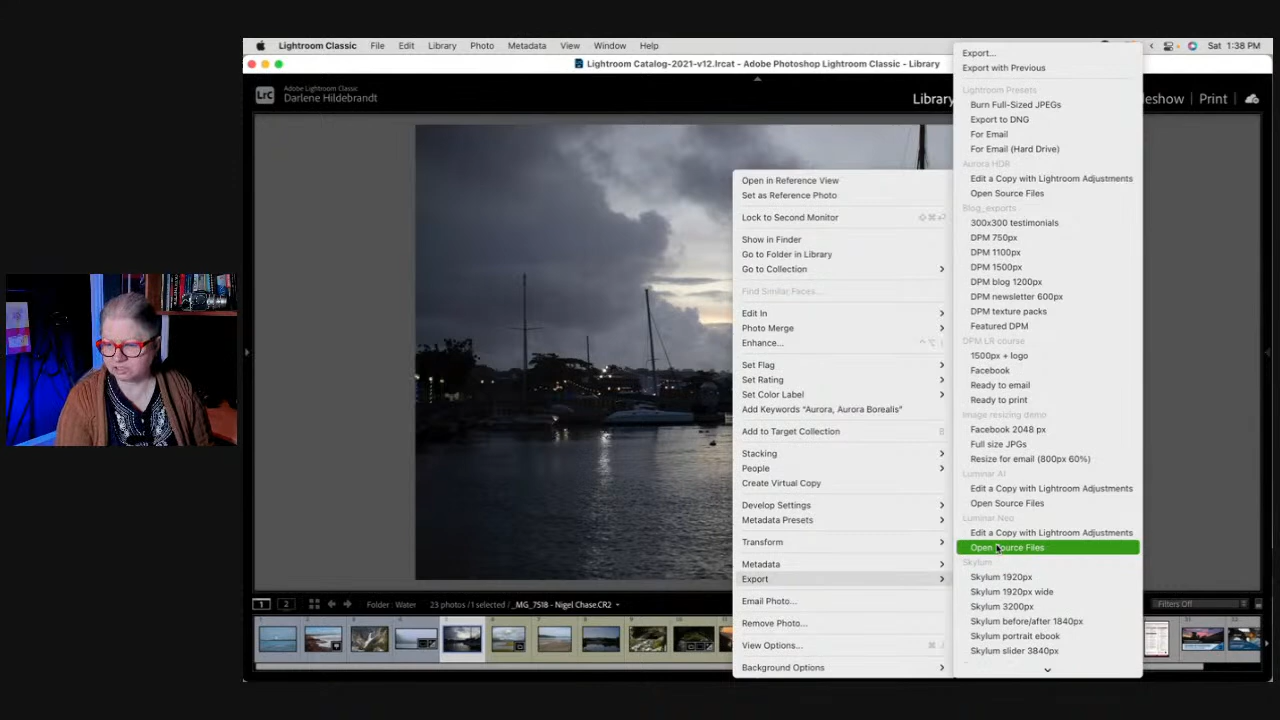 Lightroom Classic File Edit Library Photo Metadata View Window Help Sat 1:38 PM
Lightroom Catalog-2021-v12.lrcat - Adobe Photoshop Lightroom Classic - Library
LrC Adobe Lightroom Classic
Darlene Hildebrandt
Library Print
Open in Reference View
Set as Reference Photo
Lock to Second Monitor
Show in Finder
Go to Folder in Library
Go to Collection
Find Similar Faces...
Edit In
Photo Merge
Enhance...
Set Flag
Set Rating
Set Color Label
Add Keywords “Aurora, Aurora Borealis”
Add to Target Collection B
Stacking
People
Create Virtual Copy
Develop Settings
Metadata Presets
Transform
Metadata
Export
Email Photo...
Remove Photo...
View Options... ⌘ J
Background Options
Export...
Export with Previous
Lightroom Presets
Burn Full-Sized JPEGs
Export to DNG
For Email
For Email (Hard Drive)
Aurora HDR
Edit a Copy with Lightroom Adjustments
Open Source Files
Blog_exports
300x300 testimonials
DPM 750px
DPM 1100px
DPM 1500px
DPM blog 1200px
DPM newsletter 600px
DPM texture packs
Featured DPM
DPM LR course
1500px + logo
Facebook
Ready to email
Ready to print
Image resizing demo
Facebook 2048 px
Full size JPGs
Resize for email (800px 60%)
Luminar AI
Edit a Copy with Lightroom Adjustments
Open Source Files
Luminar Neo
Edit a Copy with Lightroom Adjustments
Open Source Files
Skylum
Skylum 1920px
Skylum 1920px wide
Skylum 3200px
Skylum before/after 1840px
Skylum portrait ebook
Skylum slider 3840px
1 2 Folder : Water 23 photos / 1 selected / _MG_7518 - Nigel Chase.CR2
Filters Off